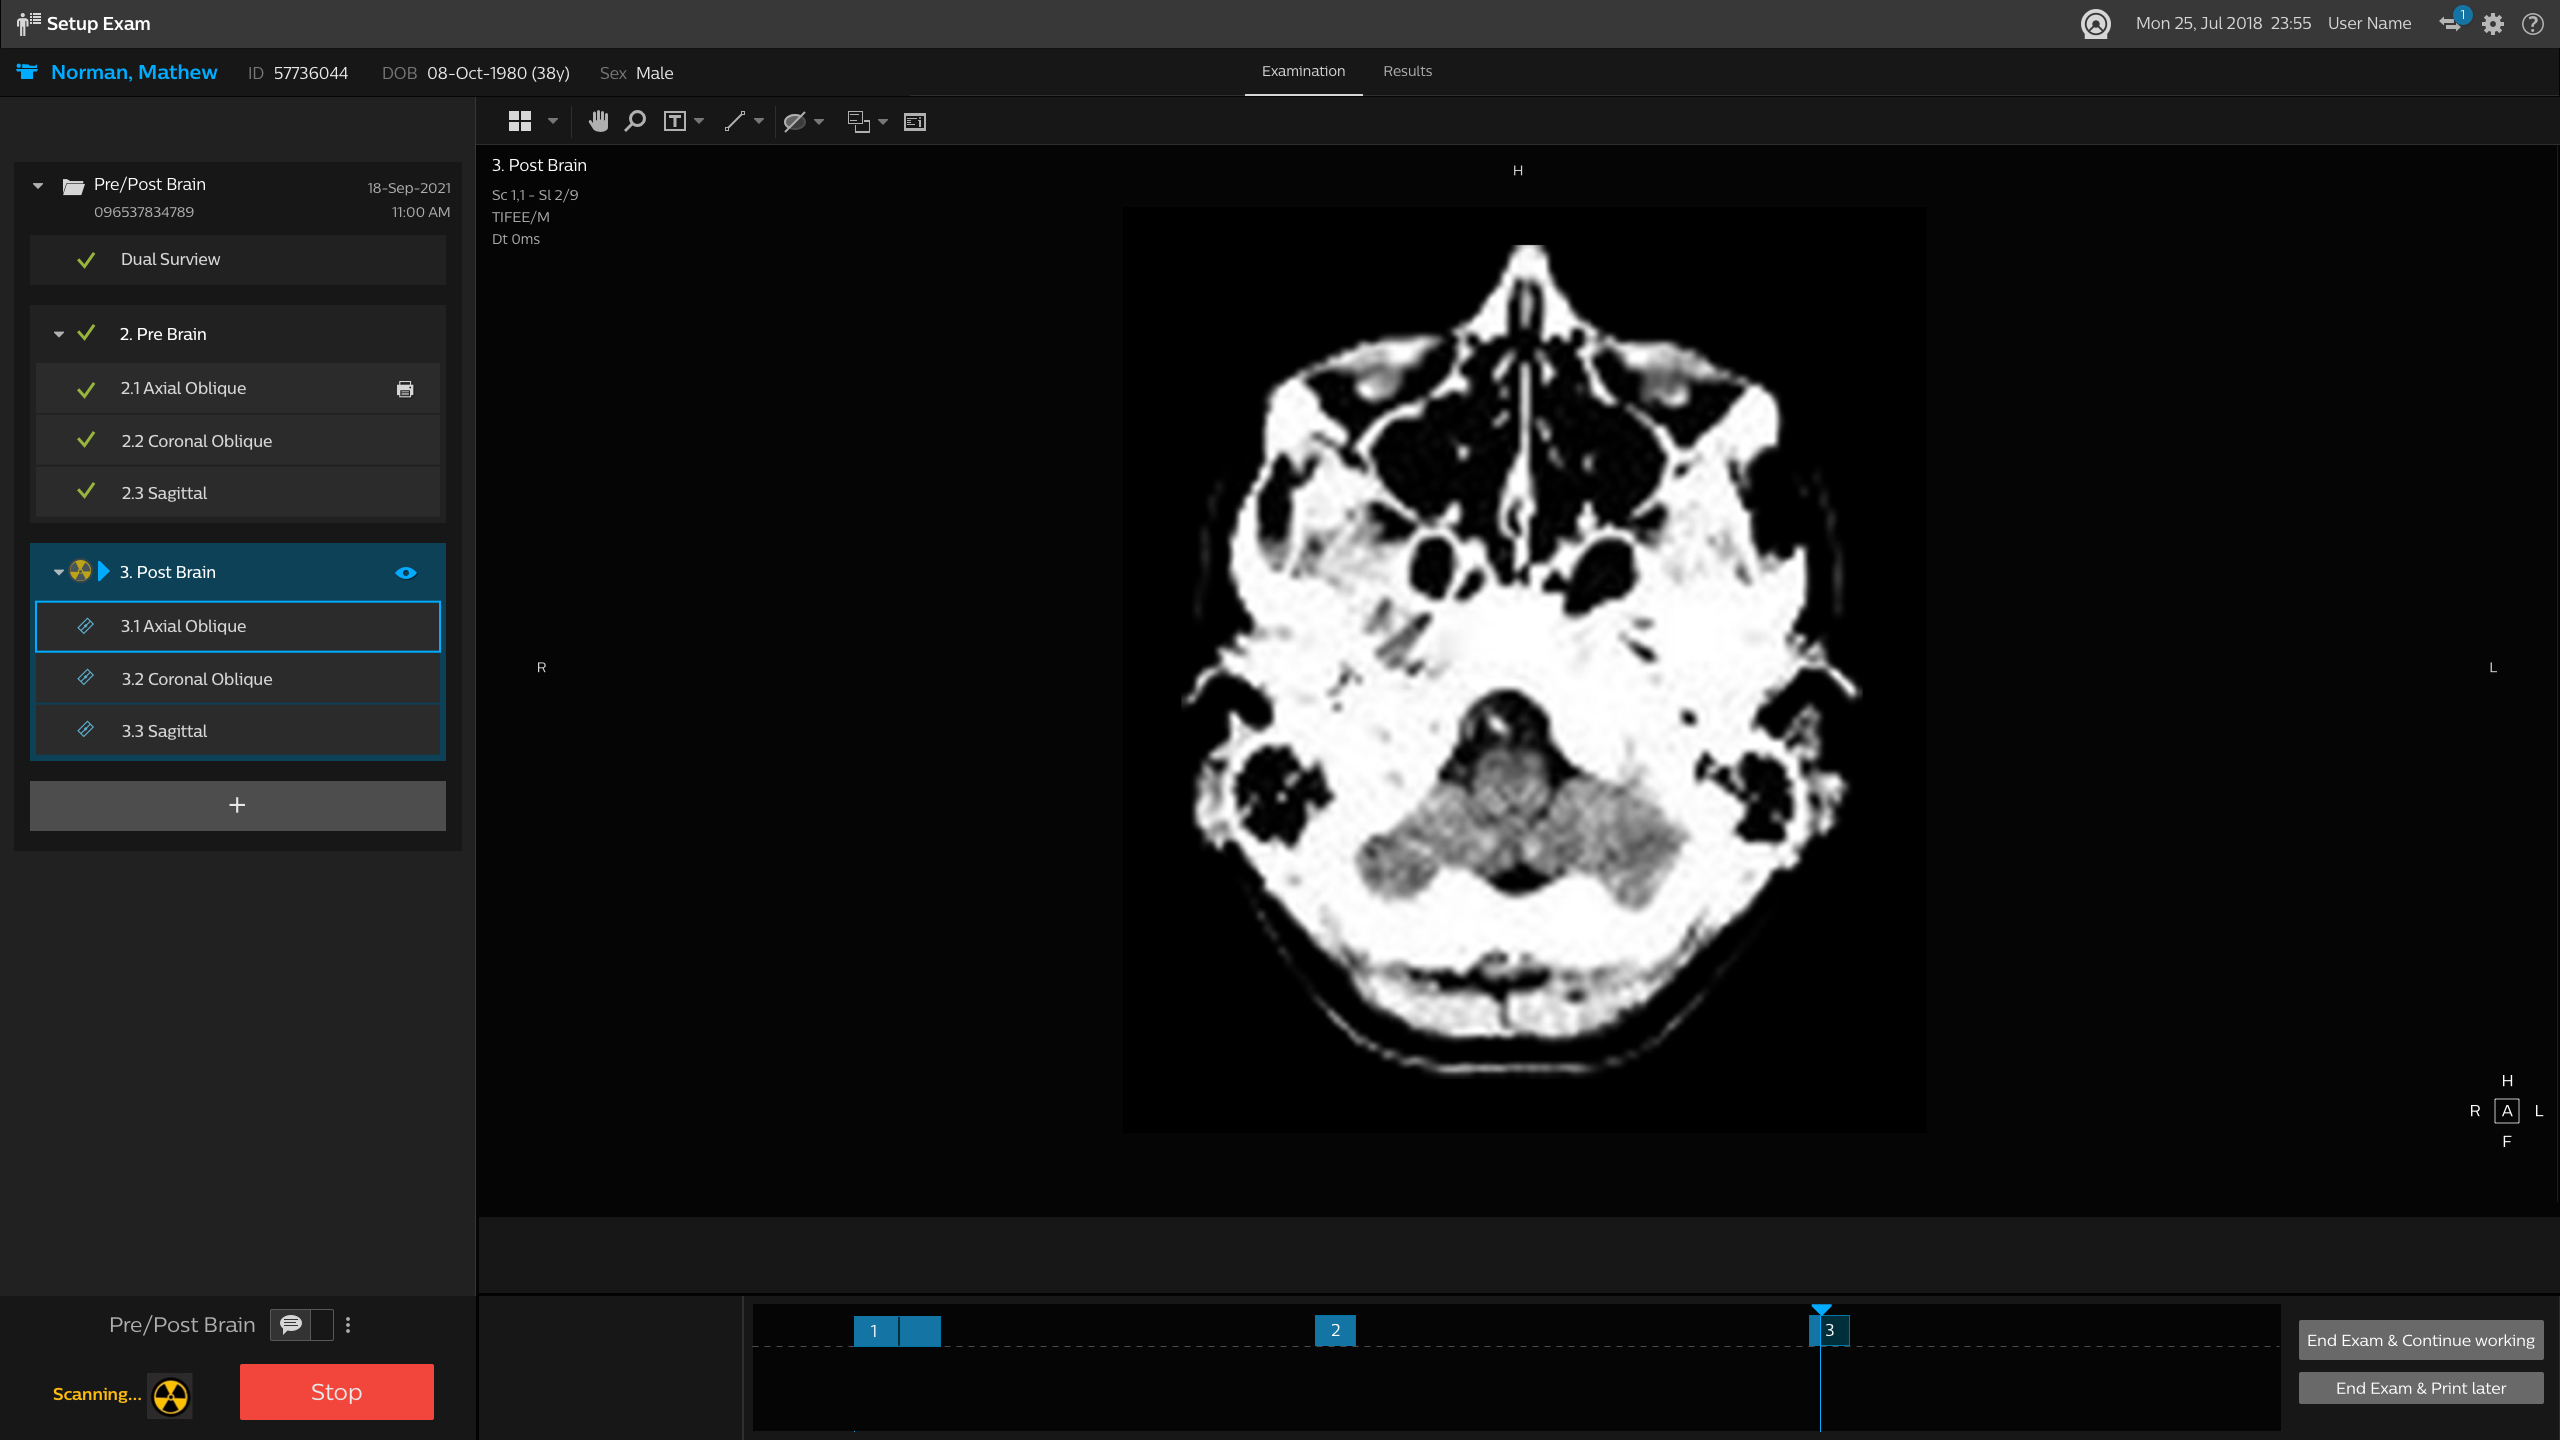 Setup Exam
Mon 25, Jul 2018 23:55 User Name 1
Norman, Mathew ID 57736044 DOB 08-Oct-1980 (38y) Sex Male
Examination Results
T
Pre/Post Brain 18-Sep-2021
096537834789 11:00 AM
Dual Surview
2. Pre Brain
2.1 Axial Oblique
2.2 Coronal Oblique
2.3 Sagittal
3. Post Brain
3.1 Axial Oblique
3.2 Coronal Oblique
3.3 Sagittal
+
3. Post Brain
Sc 1,1 - Sl 2/9
TIFEE/M
Dt 0ms
H
R
L
H
R A L
F
Pre/Post Brain
Scanning...
Stop
1
2
3
End Exam & Continue working
End Exam & Print later